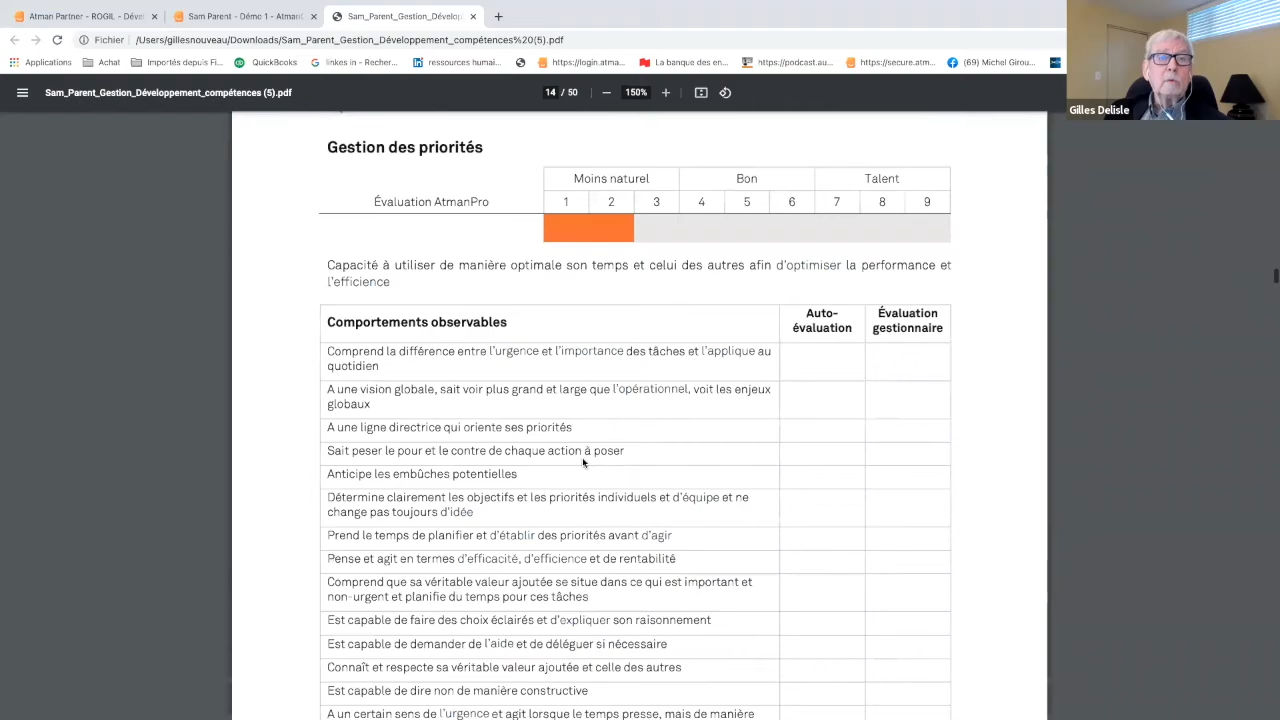 Atman Partner - ROGIL - Déve
Sam Parent - Démo 1 - AtmanC
Sam_Parent_Gestion_Dévelop
Fichier
/Users/gillesnouveau/Downloads/Sam_Parent_Gestion_Développement_compétences%20(5).pdf
Applications
Achat
Importés depuis Fi...
QuickBooks
linkes in - Recher...
ressources humai...
https://login.atma...
La banque des en...
https://podcast.au...
https://secure.atm...
(69) Michel Girou...
Gilles Delisle
Sam_Parent_Gestion_Développement_compétences (5).pdf
14 / 50
150%
Gestion des priorités
Moins naturel Bon Talent
Évaluation AtmanPro 1 2 3 4 5 6 7 8 9
Capacité à utiliser de manière optimale son temps et celui des autres afin d'optimiser la performance et
l'efficience
Comportements observables
Auto-
évaluation
Évaluation
gestionnaire
Comprend la différence entre l'urgence et l'importance des tâches et l'applique au
quotidien
A une vision globale, sait voir plus grand et large que l'opérationnel, voit les enjeux
globaux
A une ligne directrice qui oriente ses priorités
Sait peser le pour et le contre de chaque action à poser
Anticipe les embûches potentielles
Détermine clairement les objectifs et les priorités individuels et d'équipe et ne
change pas toujours d'idée
Prend le temps de planifier et d'établir des priorités avant d'agir
Pense et agit en termes d'efficacité, d'efficience et de rentabilité
Comprend que sa véritable valeur ajoutée se situe dans ce qui est important et
non-urgent et planifie du temps pour ces tâches
Est capable de faire des choix éclairés et d'expliquer son raisonnement
Est capable de demander de l'aide et de déléguer si nécessaire
Connaît et respecte sa véritable valeur ajoutée et celle des autres
Est capable de dire non de manière constructive
A un certain sens de l'urgence et agit lorsque le temps presse, mais de manière